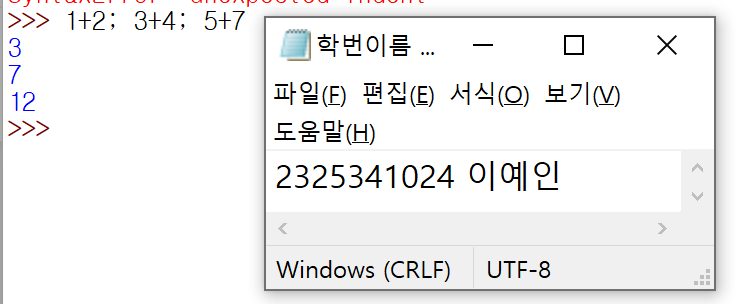 SyntaxError: unexpected indent
>>> 1+2; 3+4; 5+7
3
7
12
>>>
학번이름 ...
파일(F) 편집(E) 서식(O) 보기(V)
도움말(H)
2325341024 이예인
Windows (CRLF) UTF-8